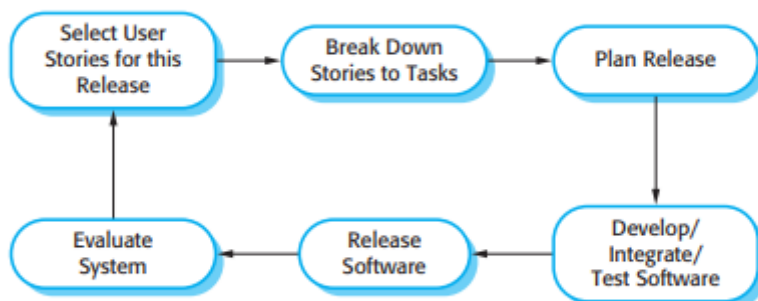 Select User
Stories for this
Release
Break Down
Stories to Tasks
Plan Release
Develop/
Integrate/
Test Software
Release
Software
Evaluate
System